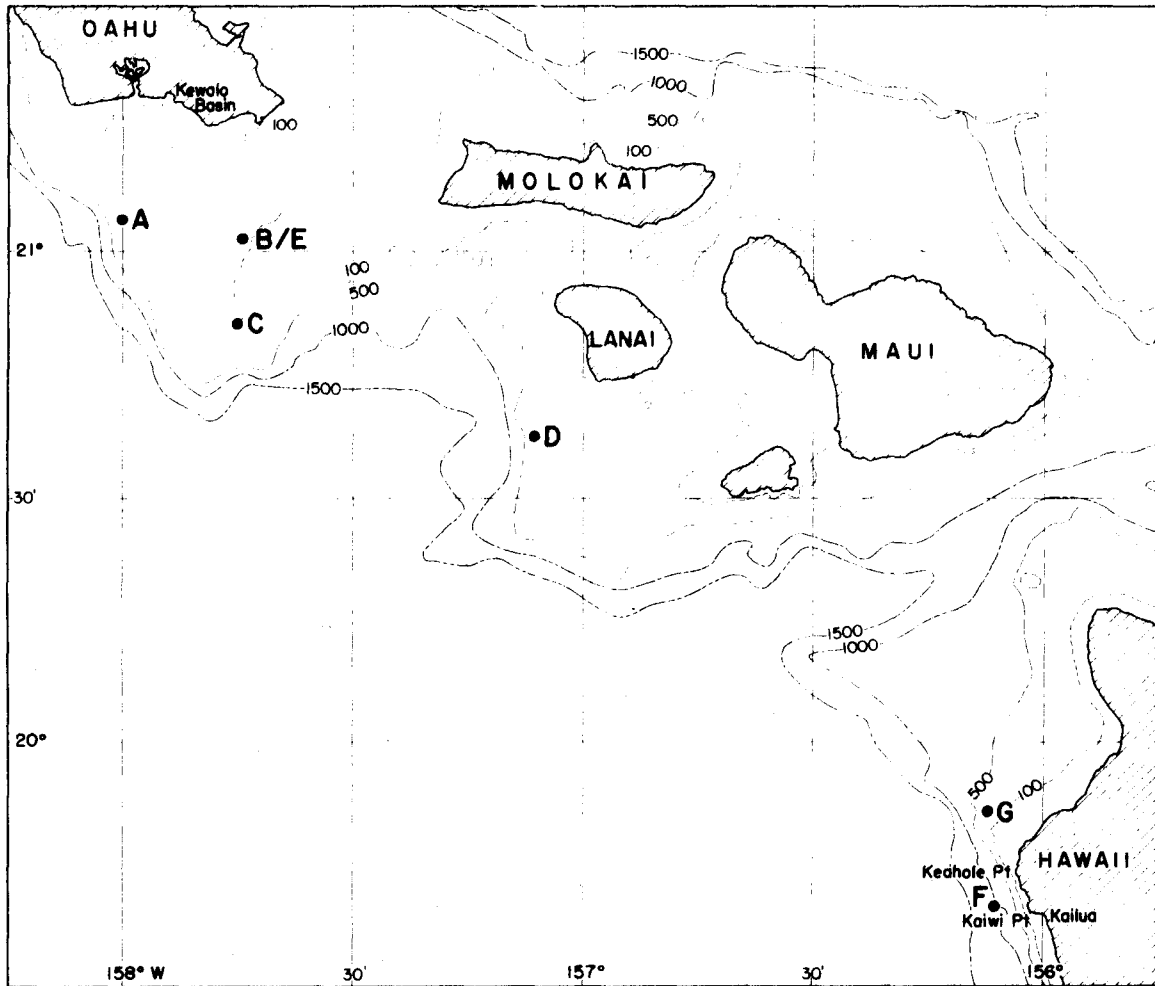 OAHU
Kewalo
Basin
100
1500
1000
500
100
MOLOKAI
A
B/E
21°
100
500
1000
C
LANAI
MAUI
1500
D
30'
1500
1000
20°
500
100
G
HAWAII
Keahole Pt.
F
Kaiwi Pt.
Kailua
158° W
30'
157°
30'
156°